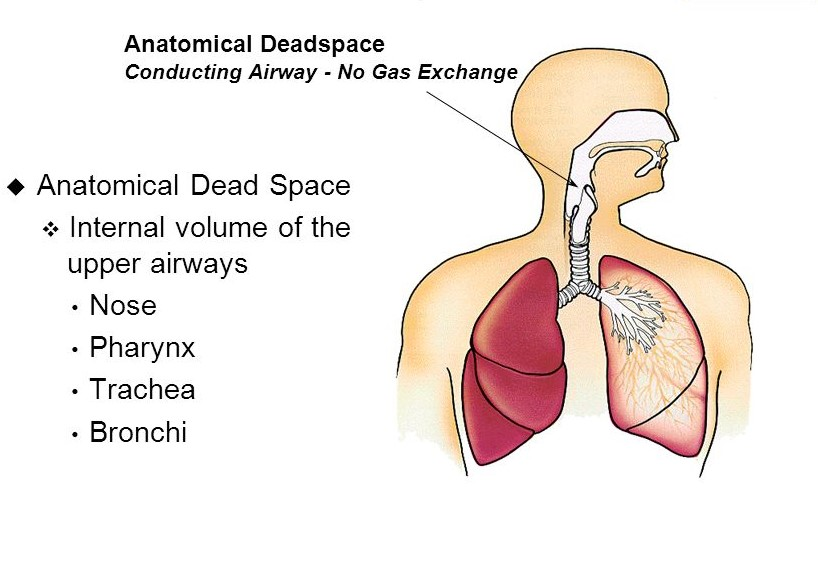 Anatomical Deadspace
Conducting Airway - No Gas Exchange
◆ Anatomical Dead Space
❖ Internal volume of the
upper airways
• Nose
• Pharynx
• Trachea
• Bronchi